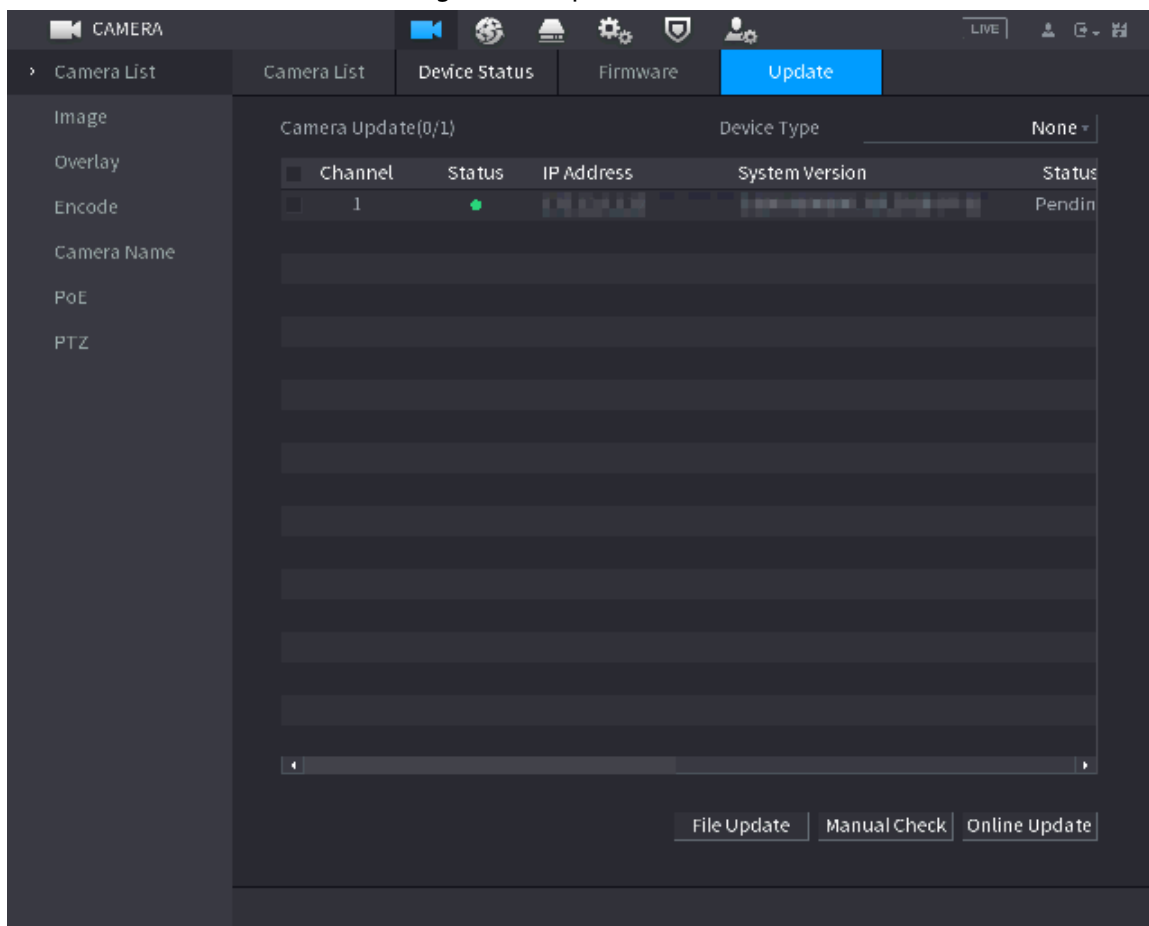 CAMERA LIVE
Camera List
Image
Overlay
Encode
Camera Name
PoE
PTZ
Camera List Device Status Firmware Update
Camera Update(0/1) Device Type None
Channel Status IP Address System Version Status
1 Pendin
File Update Manual Check Online Update